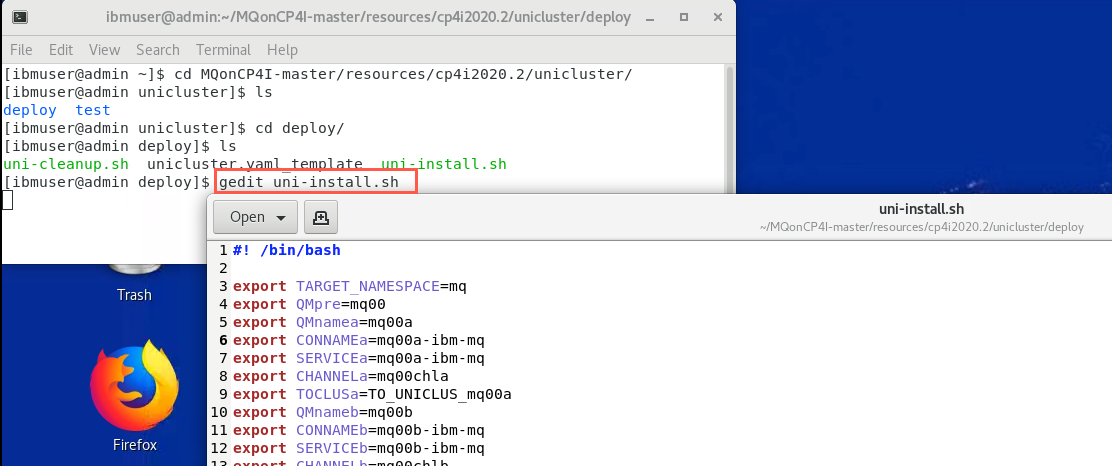 ibmuser@admin:~/MQonCP4I-master/resources/cp4i2020.2/unicluster/deploy
File Edit View Search Terminal Help
[ibmuser@admin ~]$ cd MQonCP4I-master/resources/cp4i2020.2/unicluster/
[ibmuser@admin unicluster]$ ls
deploy test
[ibmuser@admin unicluster]$ cd deploy/
[ibmuser@admin deploy]$ ls
uni-cleanup.sh unicluster.yaml_template uni-install.sh
[ibmuser@admin deploy]$ gedit uni-install.sh
Open
uni-install.sh
~/MQonCP4I-master/resources/cp4i2020.2/unicluster/deploy
1 #! /bin/bash
2
3 export TARGET_NAMESPACE=mq
4 export QMpre=mq00
5 export QMnamea=mq00a
6 export CONNAMEa=mq00a-ibm-mq
7 export SERVICEa=mq00a-ibm-mq
8 export CHANNELa=mq00chla
9 export TOCLUSa=TO_UNICLUS_mq00a
10 export QMnameb=mq00b
11 export CONNAMEb=mq00b-ibm-mq
12 export SERVICEb=mq00b-ibm-mq
13 export CHANNELb=mq00chlb
Trash
Firefox